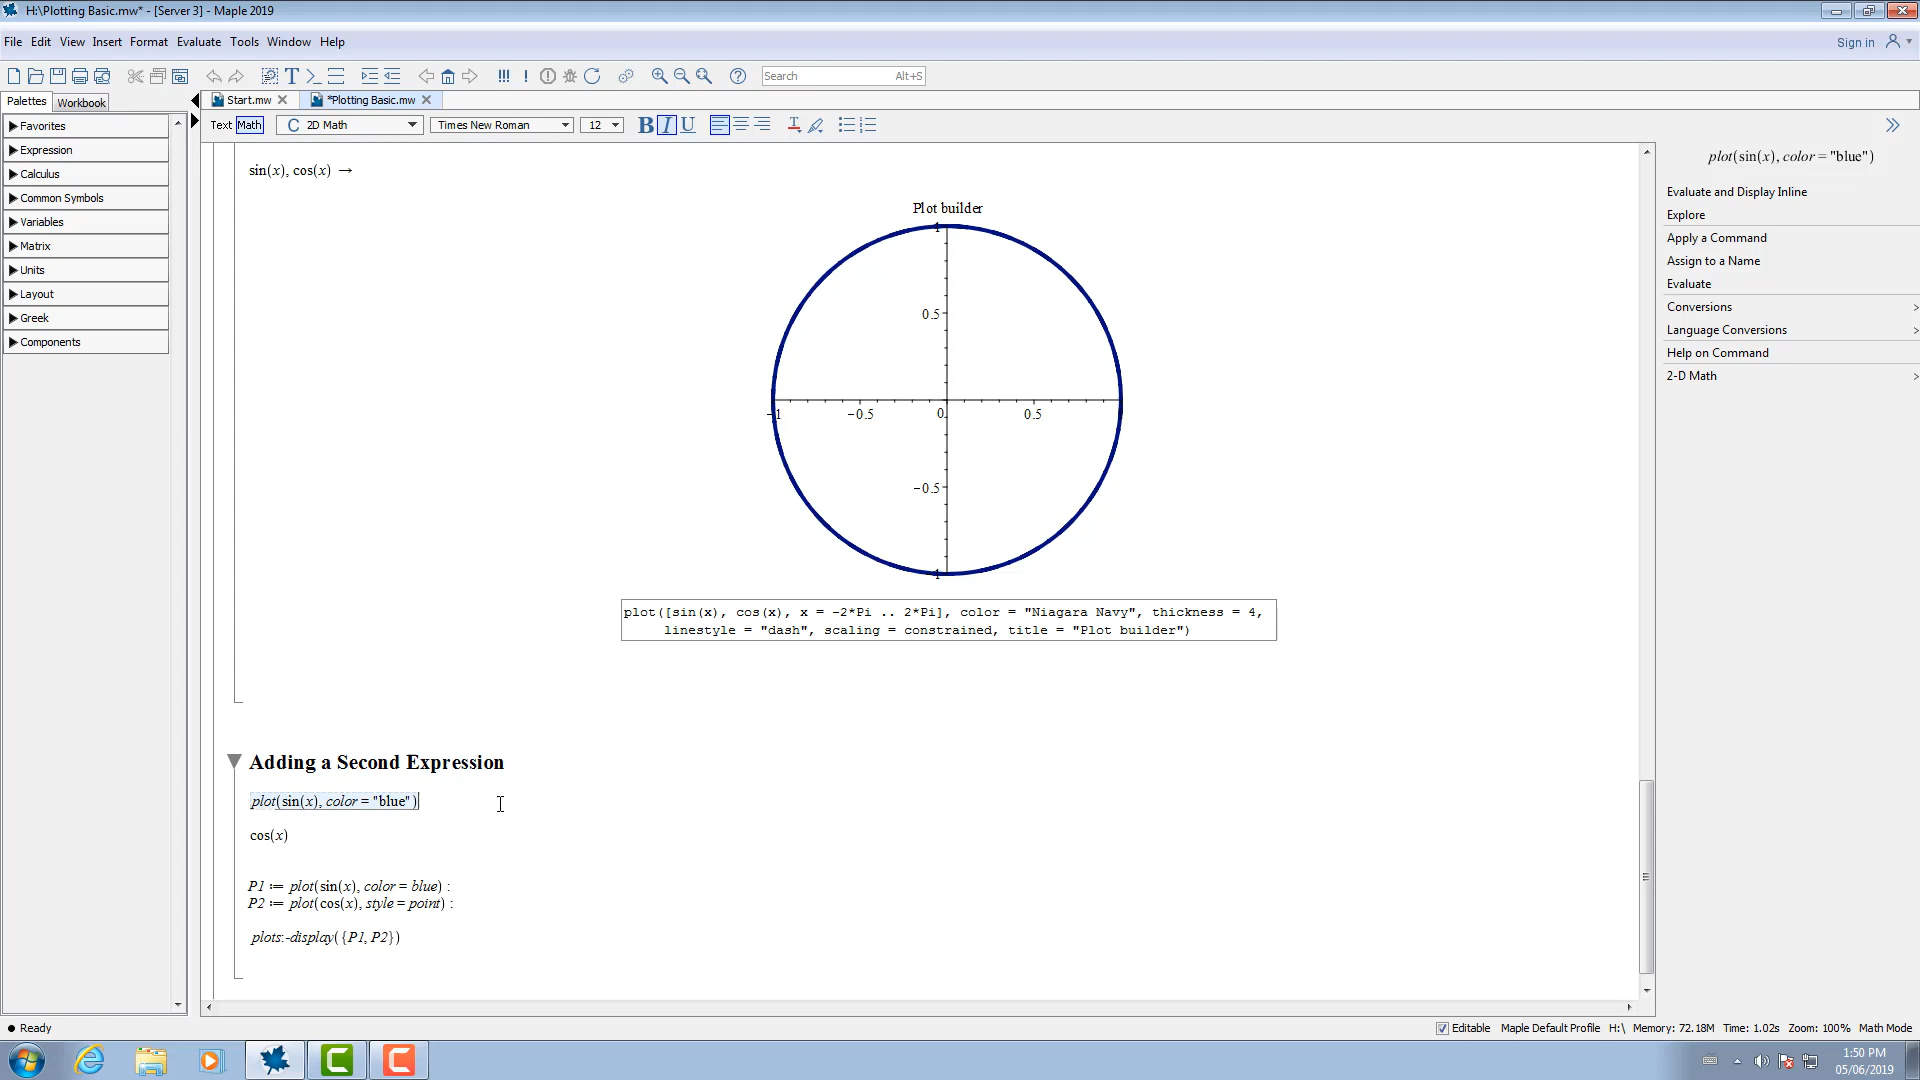 H:\Plotting Basic.mw* - [Server 3] - Maple 2019
File Edit View Insert Format Evaluate Tools Window Help
Sign in
Search Alt+S
Palettes Workbook
Start.mw *Plotting Basic.mw
Text Math C 2D Math Times New Roman 12 B I U
Favorites
Expression
Calculus
Common Symbols
Variables
Matrix
Units
Layout
Greek
Components
sin(x), cos(x) →
Plot builder
1
0.5
-1 -0.5 0 0.5
-0.5
-1
plot([sin(x), cos(x), x = -2*Pi .. 2*Pi], color = "Niagara Navy", thickness = 4,
linestyle = "dash", scaling = constrained, title = "Plot builder")
Adding a Second Expression
plot(sin(x), color = "blue")
cos(x)
P1 := plot(sin(x), color = blue) :
P2 := plot(cos(x), style = point) :
plots:-display({P1, P2})
plot(sin(x), color = "blue")
Evaluate and Display Inline
Explore
Apply a Command
Assign to a Name
Evaluate
Conversions
Language Conversions
Help on Command
2-D Math
Ready
Editable Maple Default Profile H:\ Memory: 72.18M Time: 1.02s Zoom: 100% Math Mode
1:50 PM
05/06/2019